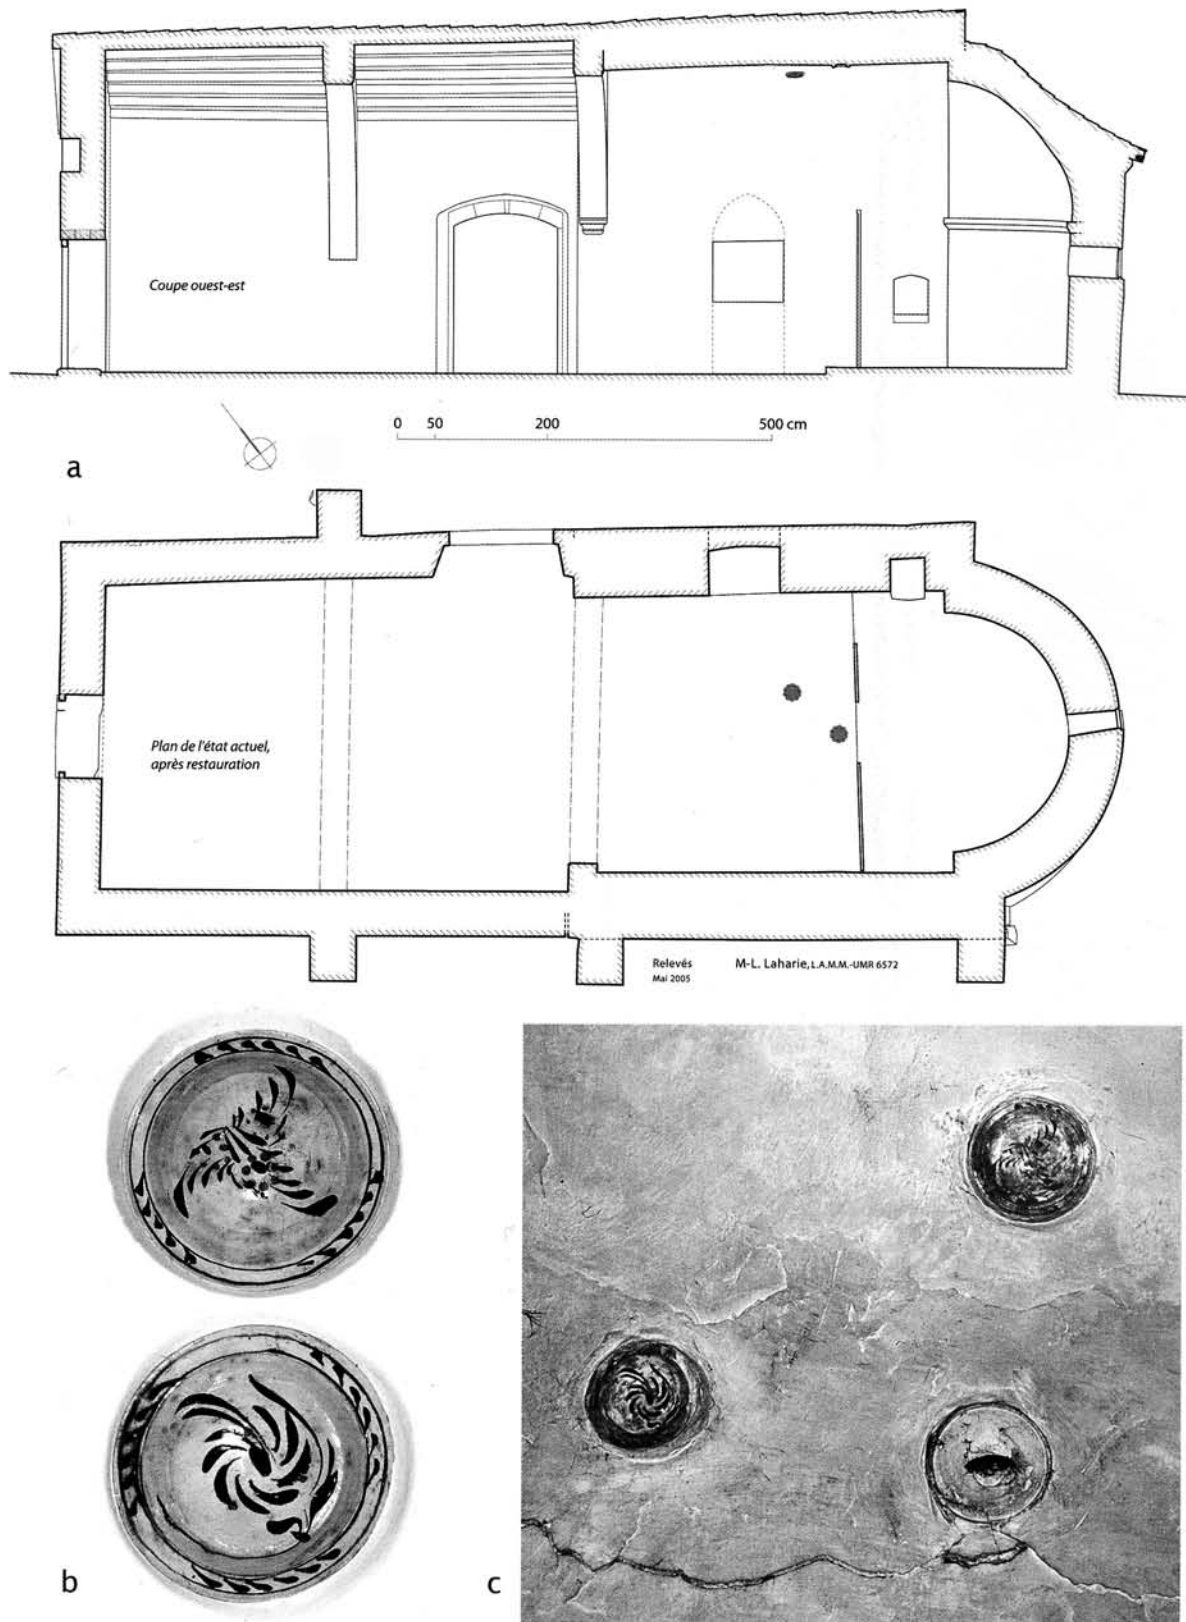 Coupe ouest-est
0 50 200 500 cm
a
Plan de l'état actuel,
après restauration
Relevés M-L. Laharie, L.A.M.M.-UMR 6572
Mai 2005
b
c